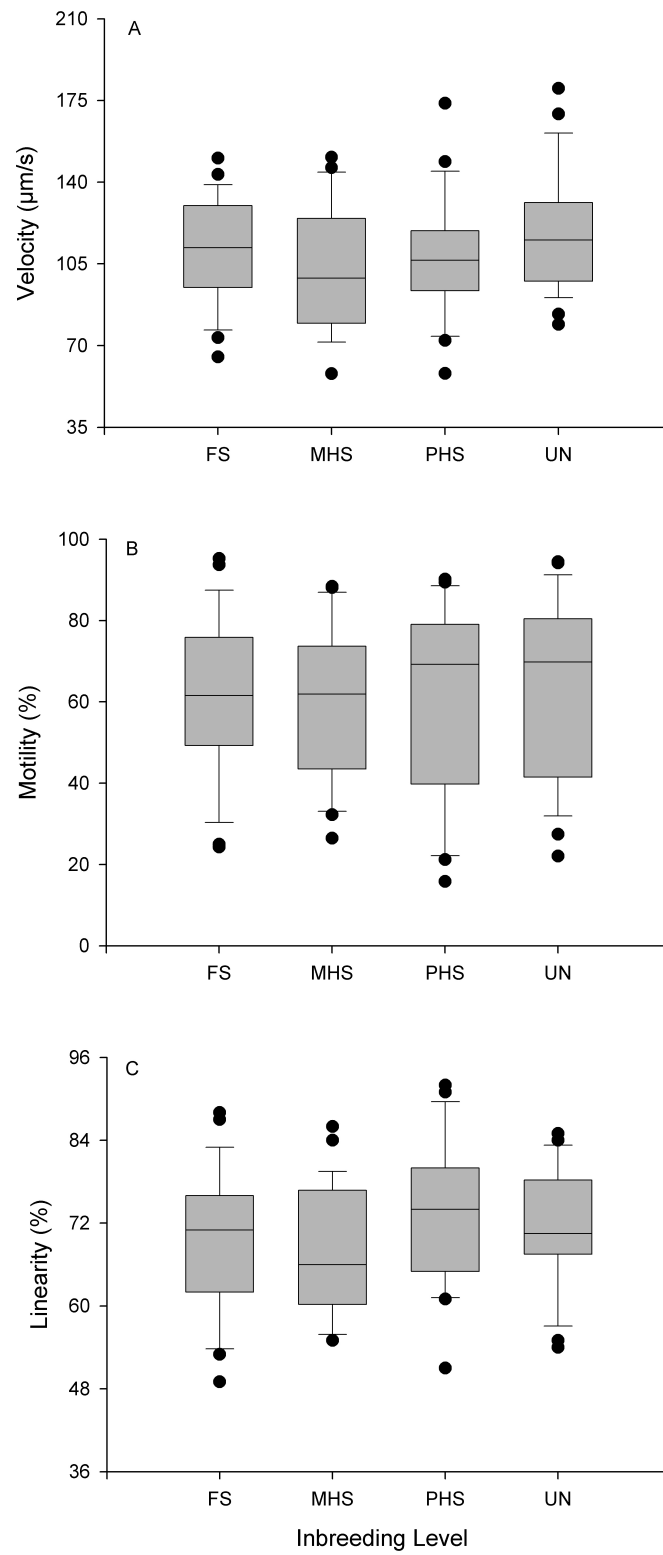 A
Velocity (µm/s)
210
175
140
105
70
35
FS MHS PHS UN
B
Motility (%)
100
80
60
40
20
0
FS MHS PHS UN
C
Linearity (%)
96
84
72
60
48
36
FS MHS PHS UN
Inbreeding Level